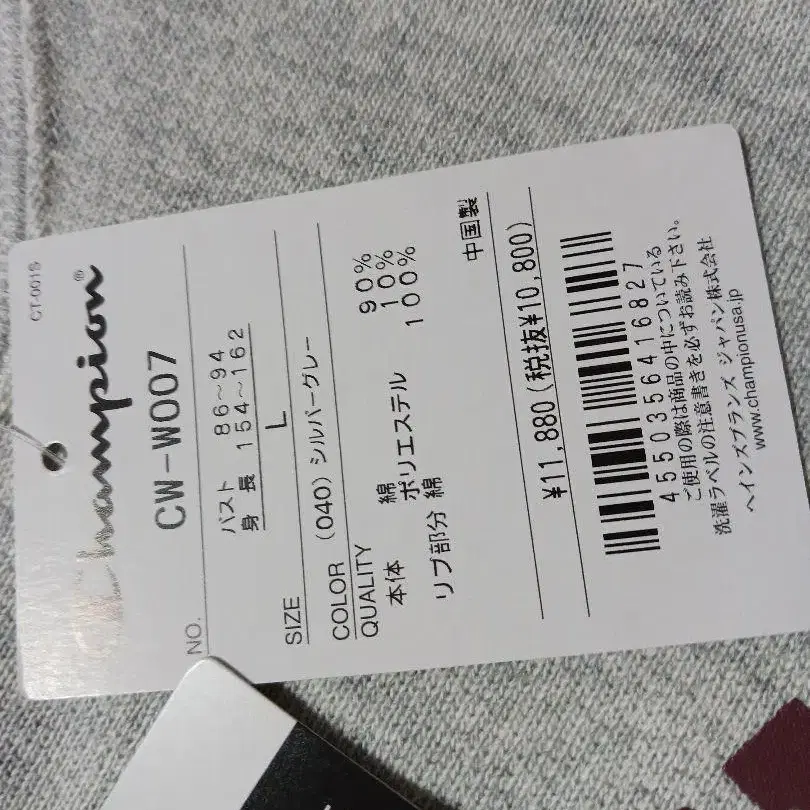 CT-001S
Champion®
NO. CW-W007
バスト 86~94
身長 154~162
SIZE L
COLOR (040) シルバーグレー
QUALITY
本体 綿 90%
ポリエステル 10%
リブ部分 綿 100%
中国製
¥11,880(税抜¥10,800)
4550356416827
ご使用の際は商品の中についている
洗濯ラベルの注意書きを必ずお読み下さい。
ヘインズブランズ ジャパン株式会社
www.championusa.jp